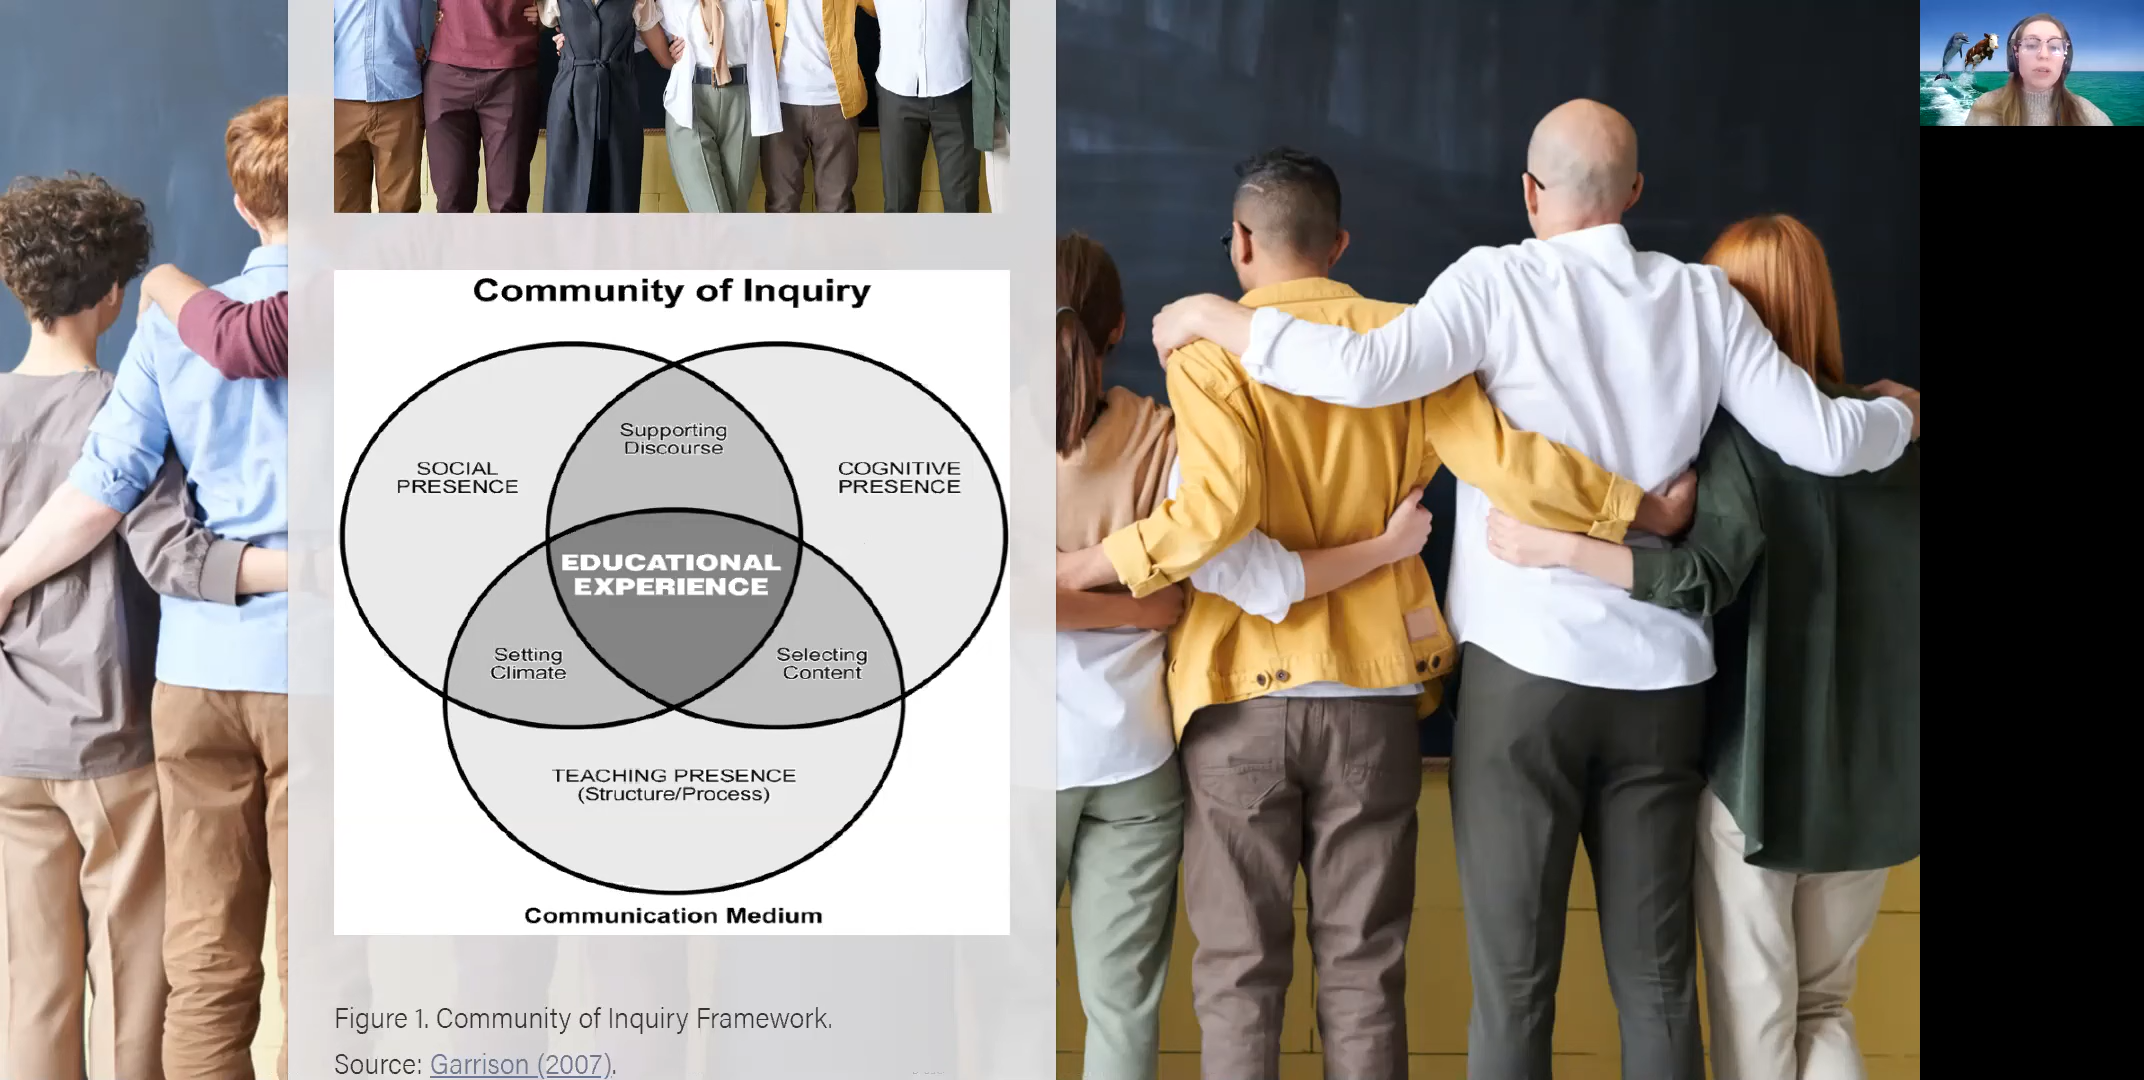 Community of Inquiry
Supporting
Discourse
SOCIAL
PRESENCE
COGNITIVE
PRESENCE
EDUCATIONAL
EXPERIENCE
Setting
Climate
Selecting
Content
TEACHING PRESENCE
(Structure/Process)
Communication Medium
Figure 1. Community of Inquiry Framework.
Source: Garrison (2007).